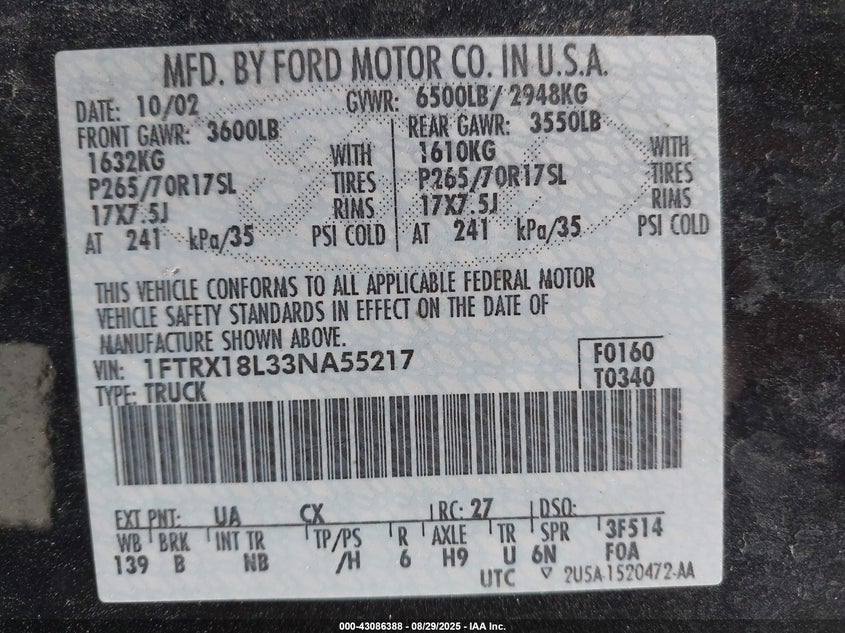 MFD. BY FORD MOTOR CO. IN U.S.A.
DATE: 10/02 GVWR: 6500LB/ 2948KG
FRONT GAWR: 3600LB REAR GAWR: 3550LB
1632KG WITH 1610KG WITH
P265/70R17SL TIRES P265/70R17SL TIRES
17X7.5J RIMS 17X7.5J RIMS
AT 241 kPa/35 PSI COLD AT 241 kPa/35 PSI COLD
THIS VEHICLE CONFORMS TO ALL APPLICABLE FEDERAL MOTOR
VEHICLE SAFETY STANDARDS IN EFFECT ON THE DATE OF
MANUFACTURE SHOWN ABOVE.
VIN: 1FTRX18L33NA55217 F0160
TYPE: TRUCK T0340
EXT PNT: UA CX RC: 27 DSO:
WB BRK INT TR TP/PS R AXLE TR SPR 3F514
139 B NB /H 6 H9 U 6N FOA
UTC ▽ 2U5A-1520472-AA
000-43086388 - 08/29/2025 - IAA Inc.